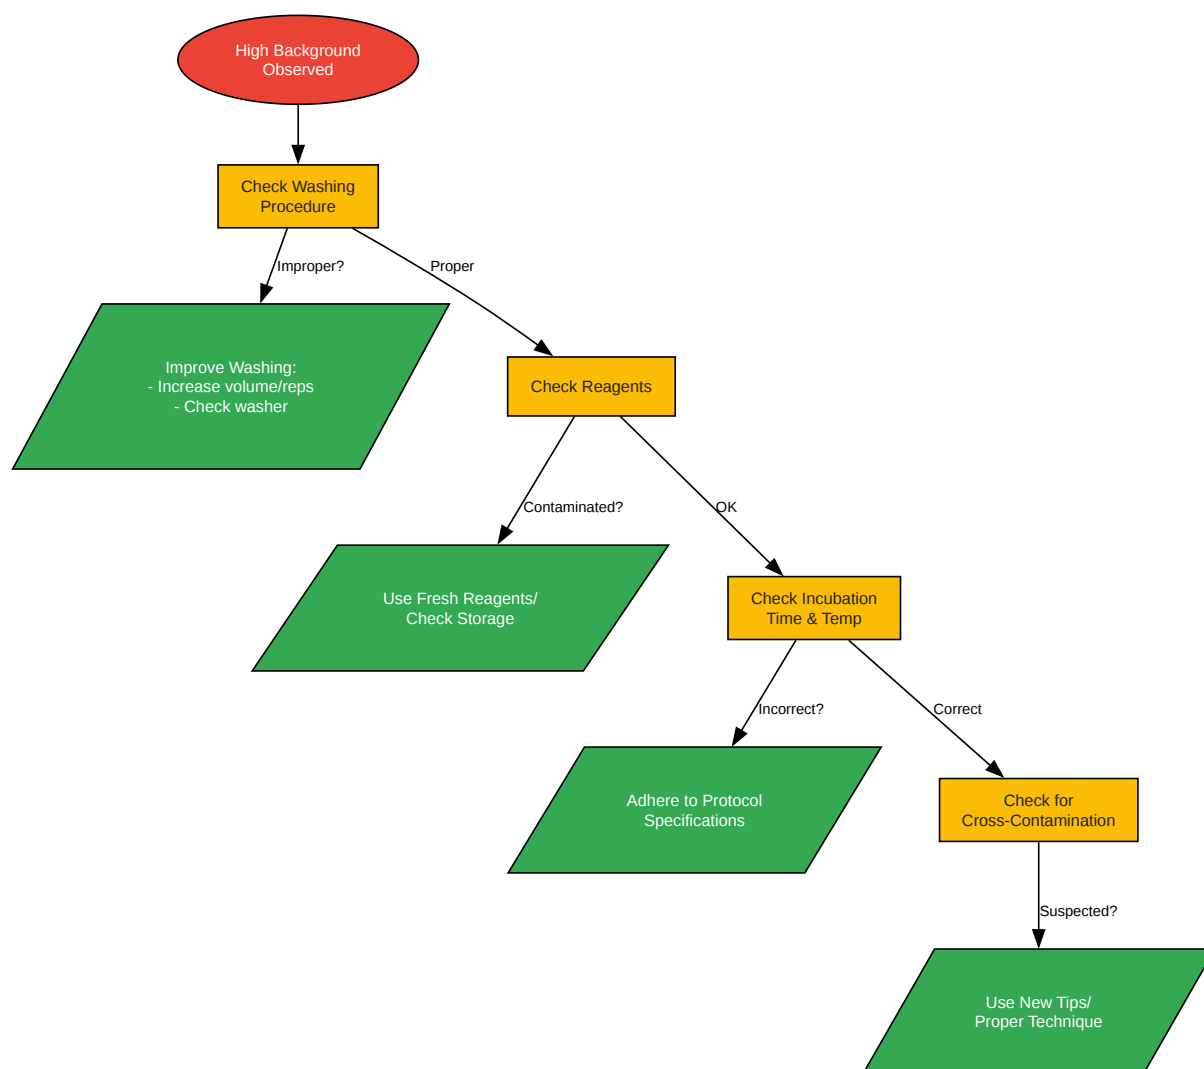 High Background
Observed
Check Washing
Procedure
Improper?
Proper
Improve Washing:
- Increase volume/reps
- Check washer
Check Reagents
Contaminated?
OK
Use Fresh Reagents/
Check Storage
Check Incubation
Time & Temp
Incorrect?
Correct
Adhere to Protocol
Specifications
Check for
Cross-Contamination
Suspected?
Use New Tips/
Proper Technique